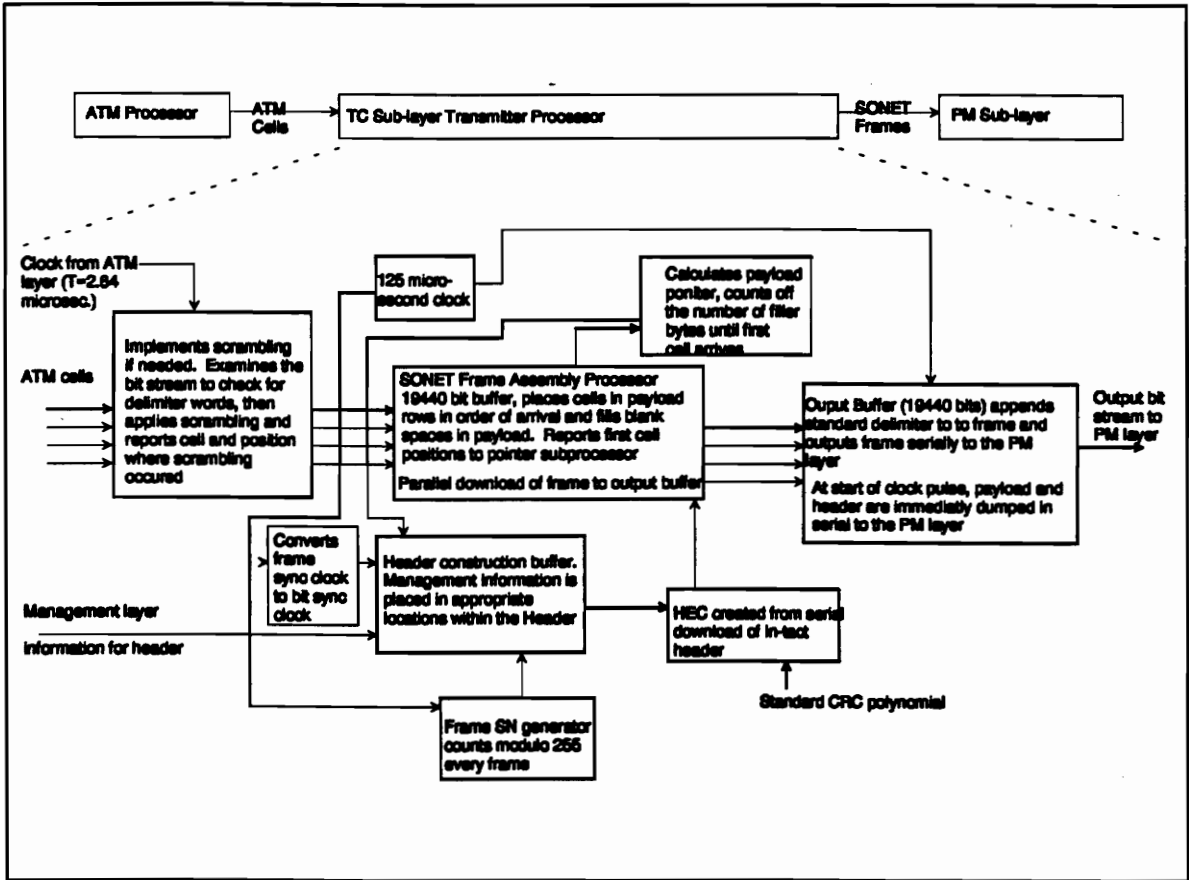 ATM Processor
ATM
Cells
TC Sub-layer Transmitter Processor
SONET
Frames
PM Sub-layer
Clock from ATM
layer (T=2.64
microsec.)
125 micro-
second clock
Calculates payload
poniter, counts off
the number of filler
bytes until first
cell arrives
ATM cells
Implements scrambling
if needed. Examines the
bit stream to check for
delimiter words, then
applies scrambling and
reports cell and position
where scrambling
occured
SONET Frame Assembly Processor
19440 bit buffer, places cells in payload
rows in order of arrival and fills blank
spaces in payload. Reports first cell
positions to pointer subprocessor
Parallel download of frame to output buffer
Ouput Buffer (19440 bits) appends
standard delimiter to to frame and
outputs frame serially to the PM
layer
At start of clock pulse, payload and
header are immediatly dumped in
serial to the PM layer
Output bit
stream to
PM layer
Converts
frame
sync clock
to bit sync
clock
Header construction buffer.
Management information is
placed in appropriate
locations within the Header
Management layer
information for header
HEC created from serial
download of in-tact
header
Standard CRC polynomial
Frame SN generator
counts modulo 255
every frame